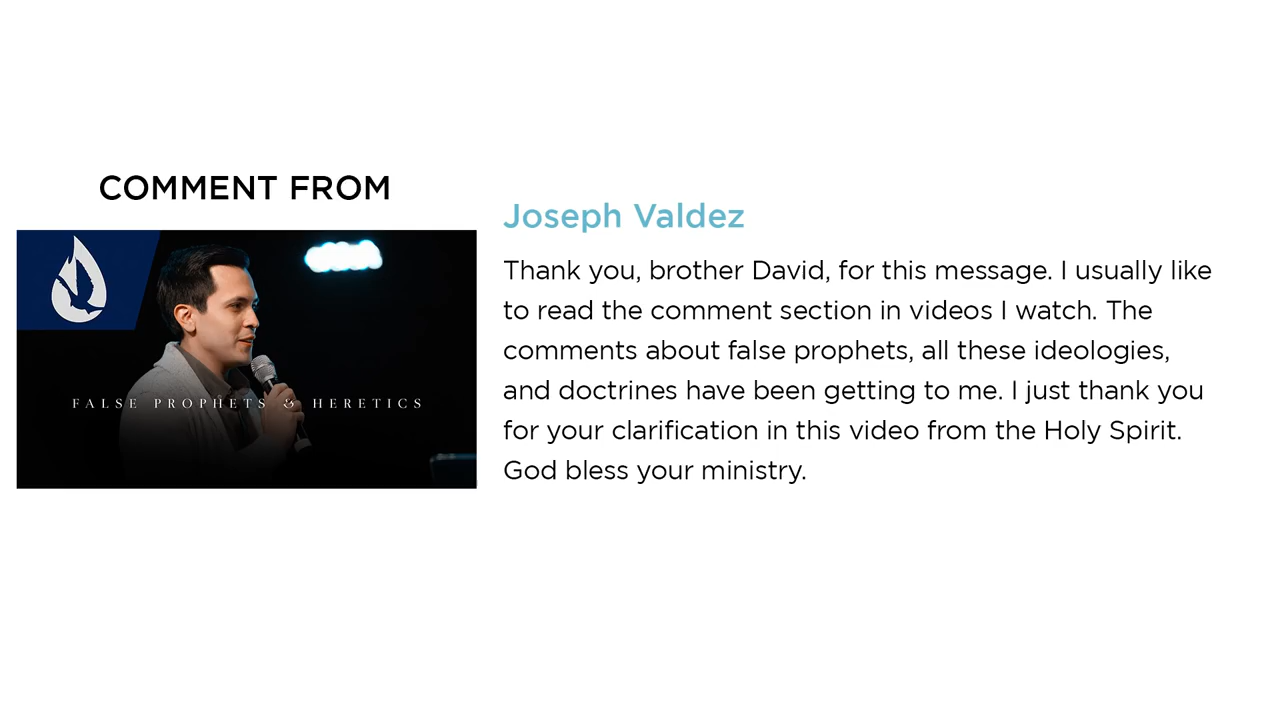 COMMENT FROM
FALSE PROPHETS & HERETICS
Joseph Valdez
Thank you, brother David, for this message. I usually like
to read the comment section in videos I watch. The
comments about false prophets, all these ideologies,
and doctrines have been getting to me. I just thank you
for your clarification in this video from the Holy Spirit.
God bless your ministry.